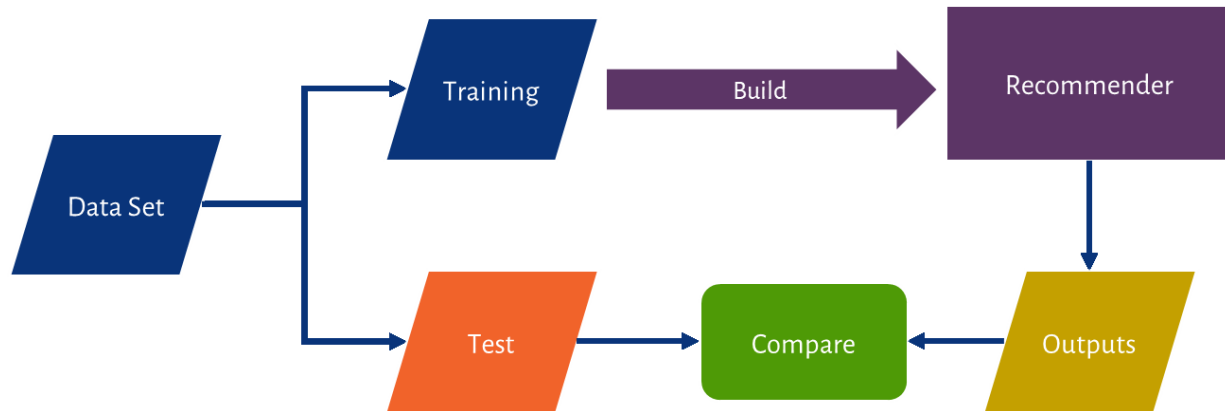 Training
Build
Recommender
Data Set
Test
Compare
Outputs